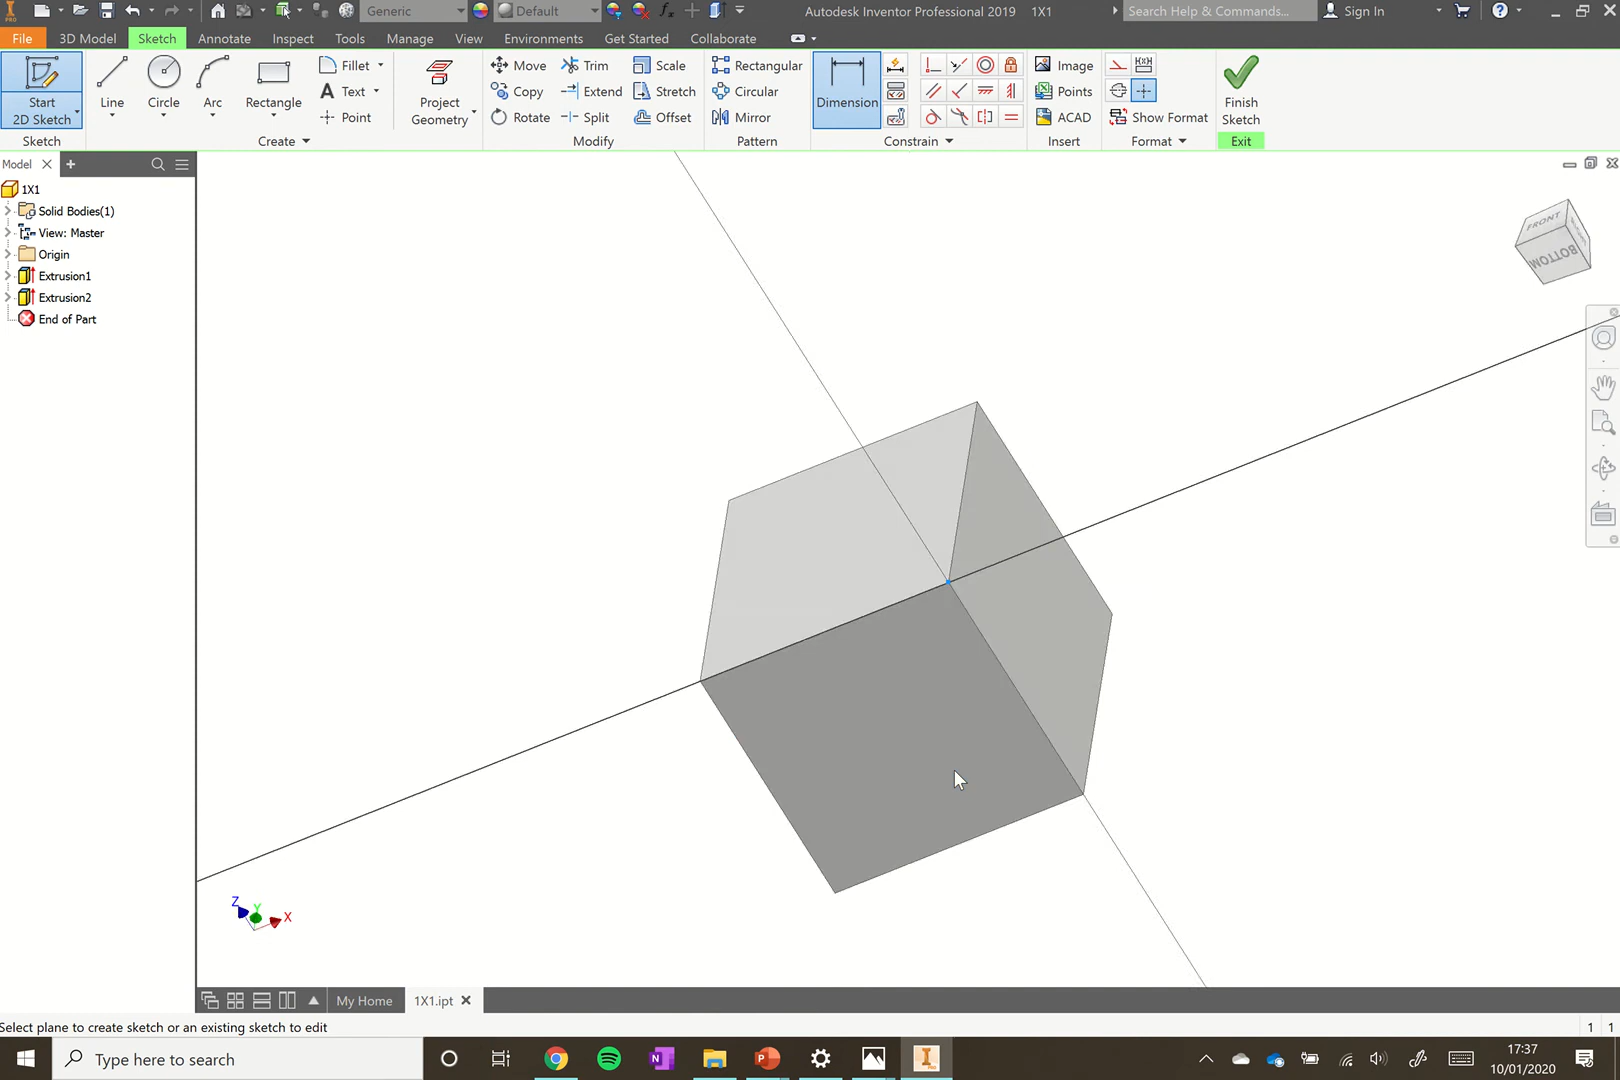 Generic
Default
Autodesk Inventor Professional 2019 1X1
Search Help & Commands...
Sign In
File 3D Model Sketch Annotate Inspect Tools Manage View Environments Get Started Collaborate
Start
2D Sketch
Line
Circle
Arc
Rectangle
Fillet
Text
Point
Project
Geometry
Move
Copy
Rotate
Trim
Extend
Split
Scale
Stretch
Offset
Rectangular
Circular
Mirror
Dimension
Image
Points
ACAD
Show Format
Finish
Sketch
Sketch Create Modify Pattern Constrain Insert Format Exit
Model
1X1
Solid Bodies(1)
View: Master
Origin
Extrusion1
Extrusion2
End of Part
FRONT
BOTTOM
Z
Y
X
My Home
1X1.ipt
Select plane to create sketch or an existing sketch to edit
1 1
Type here to search
17:37
10/01/2020